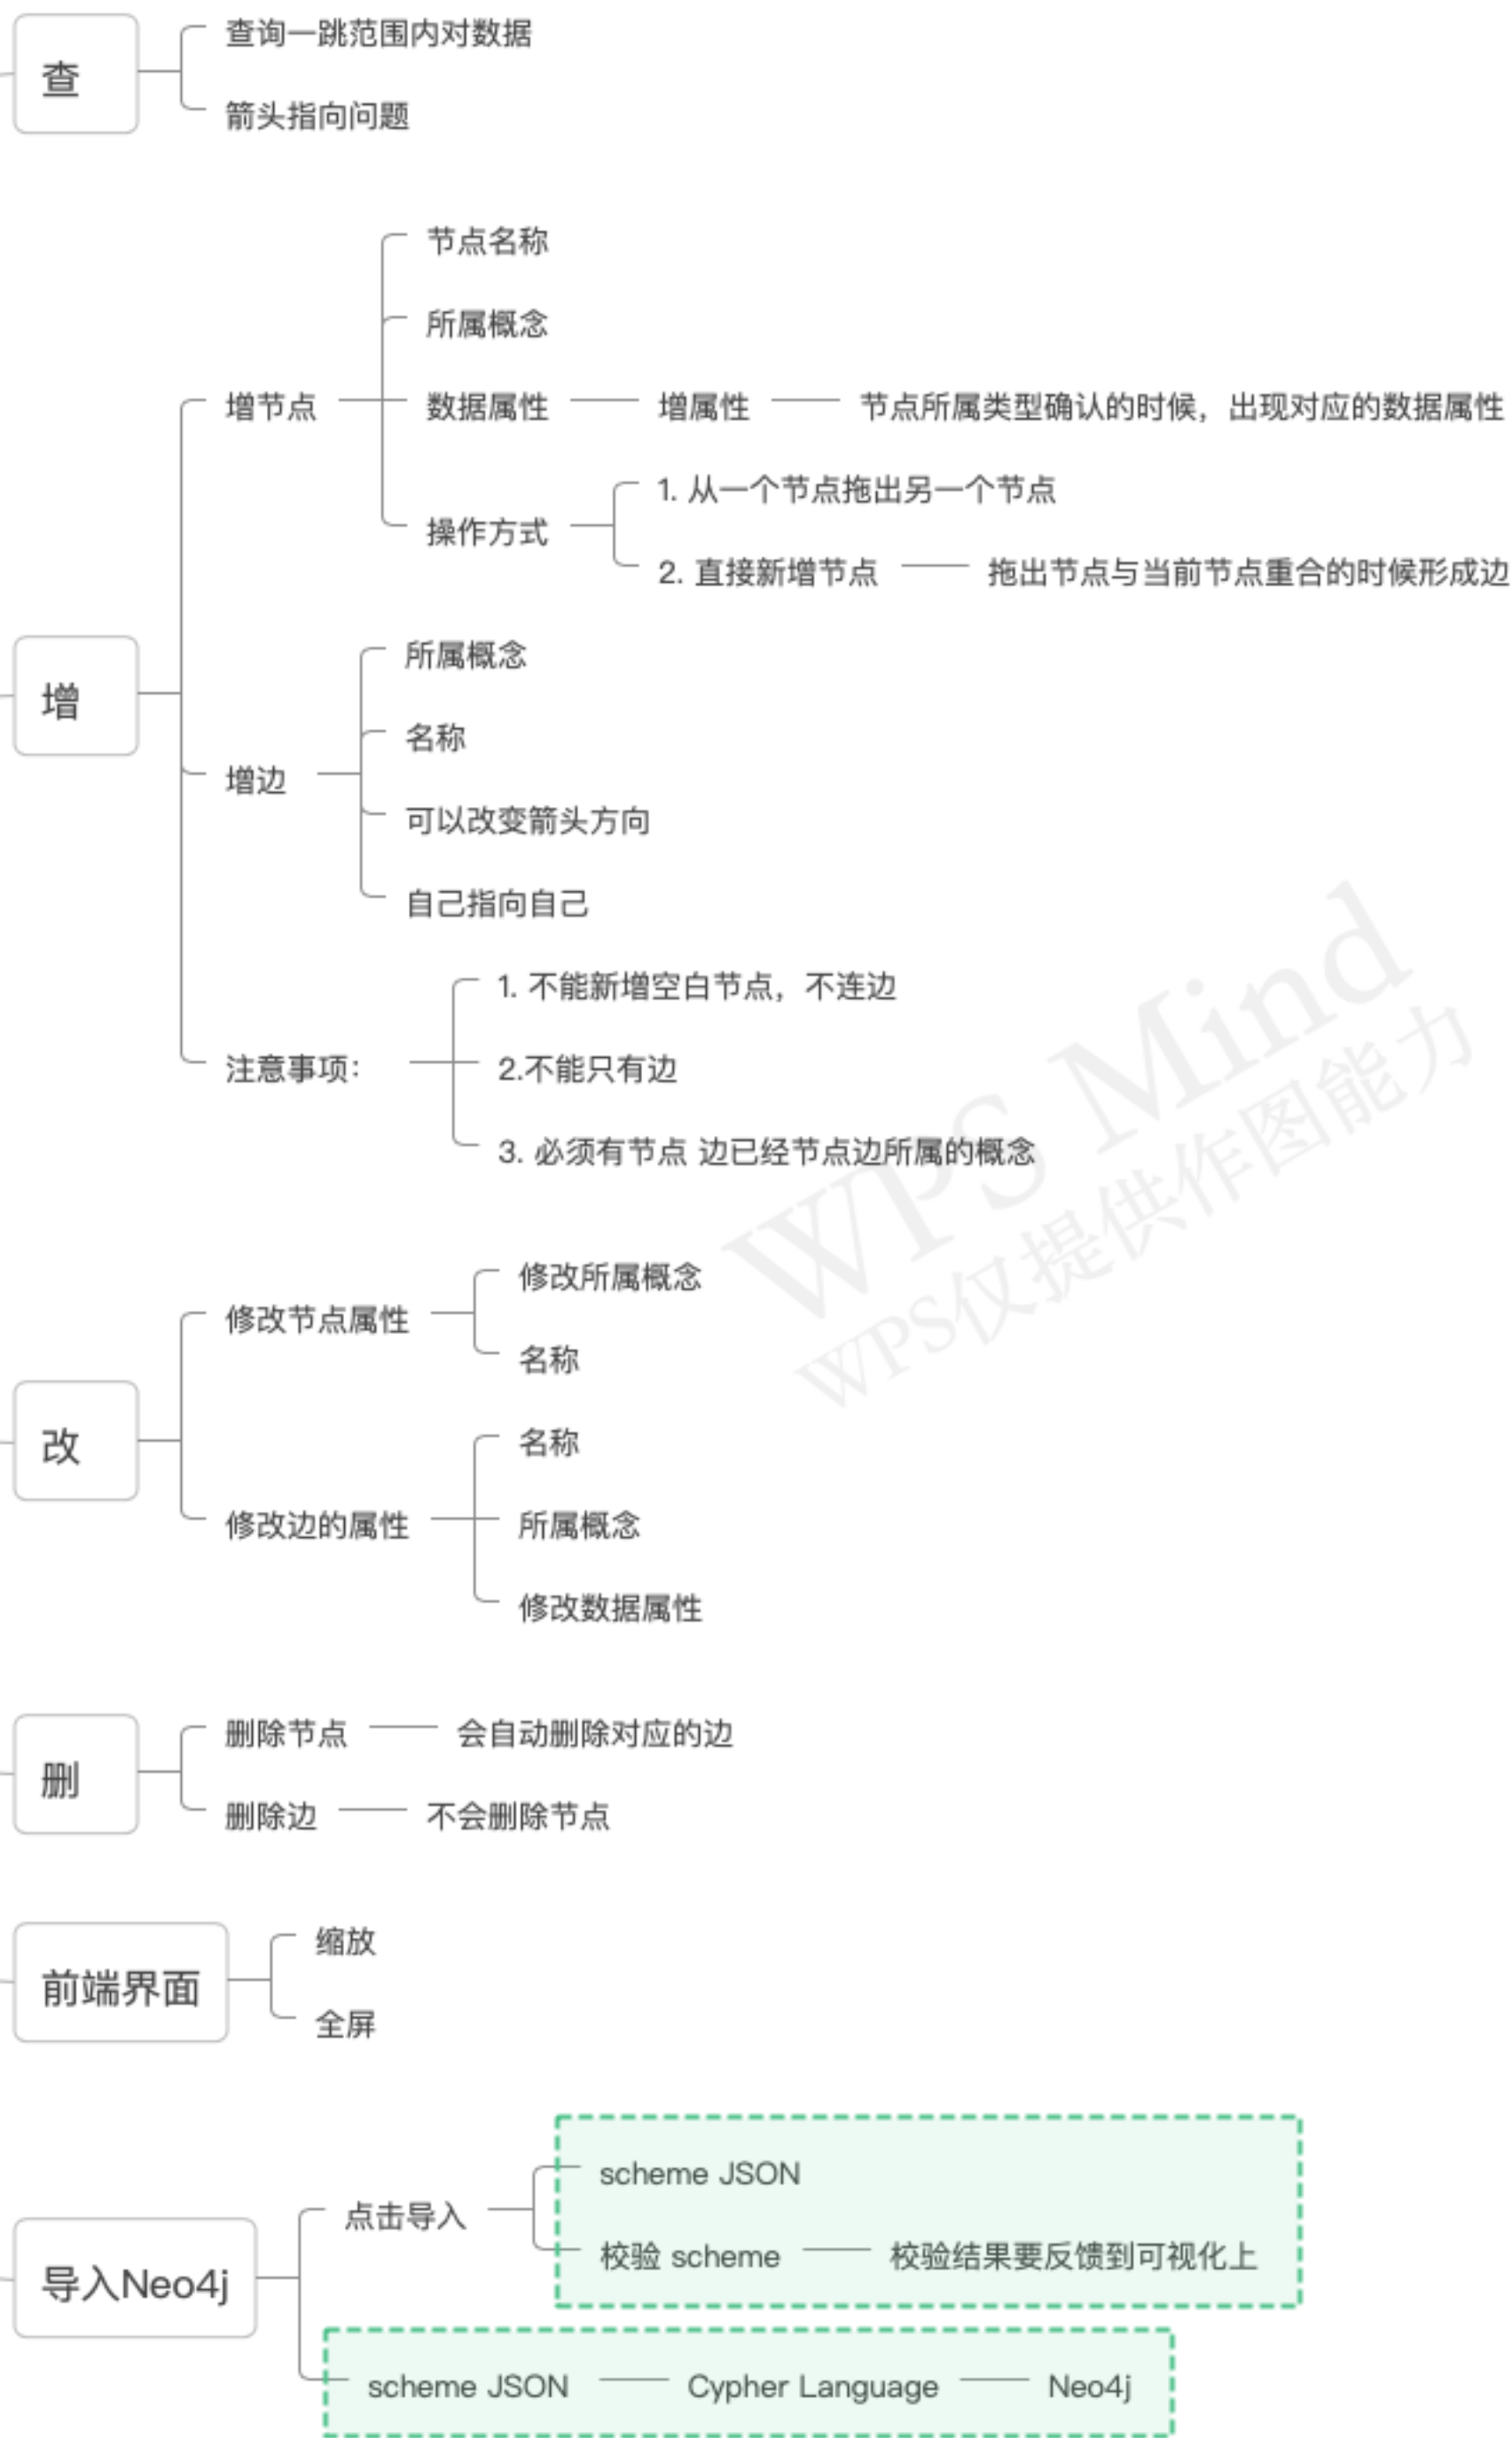 查
查询一跳范围内对数据
箭头指向问题
增
增节点
节点名称
所属概念
数据属性
增属性
节点所属类型确认的时候，出现对应的数据属性
操作方式
1. 从一个节点拖出另一个节点
2. 直接新增节点
拖出节点与当前节点重合的时候形成边
增边
所属概念
名称
可以改变箭头方向
自己指向自己
注意事项：
1. 不能新增空白节点，不连边
2.不能只有边
3. 必须有节点 边已经节点边所属的概念
改
修改节点属性
修改所属概念
名称
修改边的属性
名称
所属概念
修改数据属性
删
删除节点
会自动删除对应的边
删除边
不会删除节点
前端界面
缩放
全屏
导入Neo4j
点击导入
scheme JSON
校验 scheme
校验结果要反馈到可视化上
scheme JSON
Cypher Language
Neo4j
WPS Mind
WPS仅提供作图能力